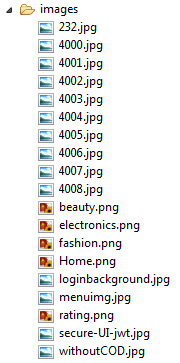 images
232.jpg
4000.jpg
4001.jpg
4002.jpg
4003.jpg
4004.jpg
4005.jpg
4006.jpg
4007.jpg
4008.jpg
beauty.png
electronics.png
fashion.png
Home.png
loginbackground.jpg
menuimg.jpg
rating.png
secure-UI-jwt.jpg
withoutCOD.jpg